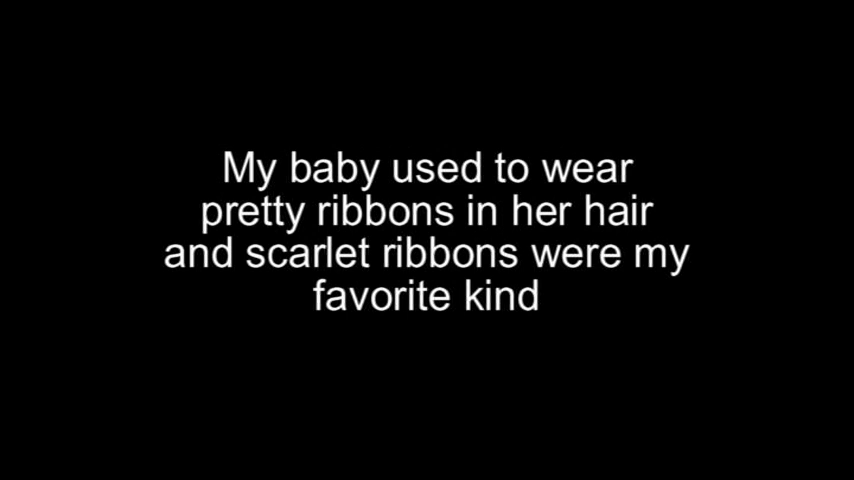 My baby used to wear
pretty ribbons in her hair
and scarlet ribbons were my
favorite kind